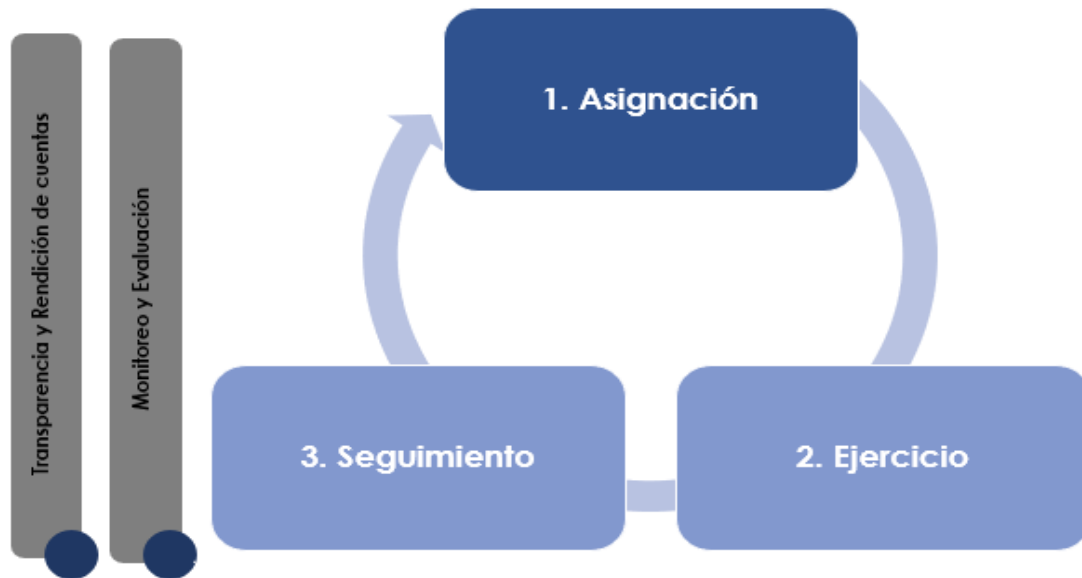 Transparencia y Rendición de cuentas
Monitoreo y Evaluación
1. Asignación
3. Seguimiento
2. Ejercicio